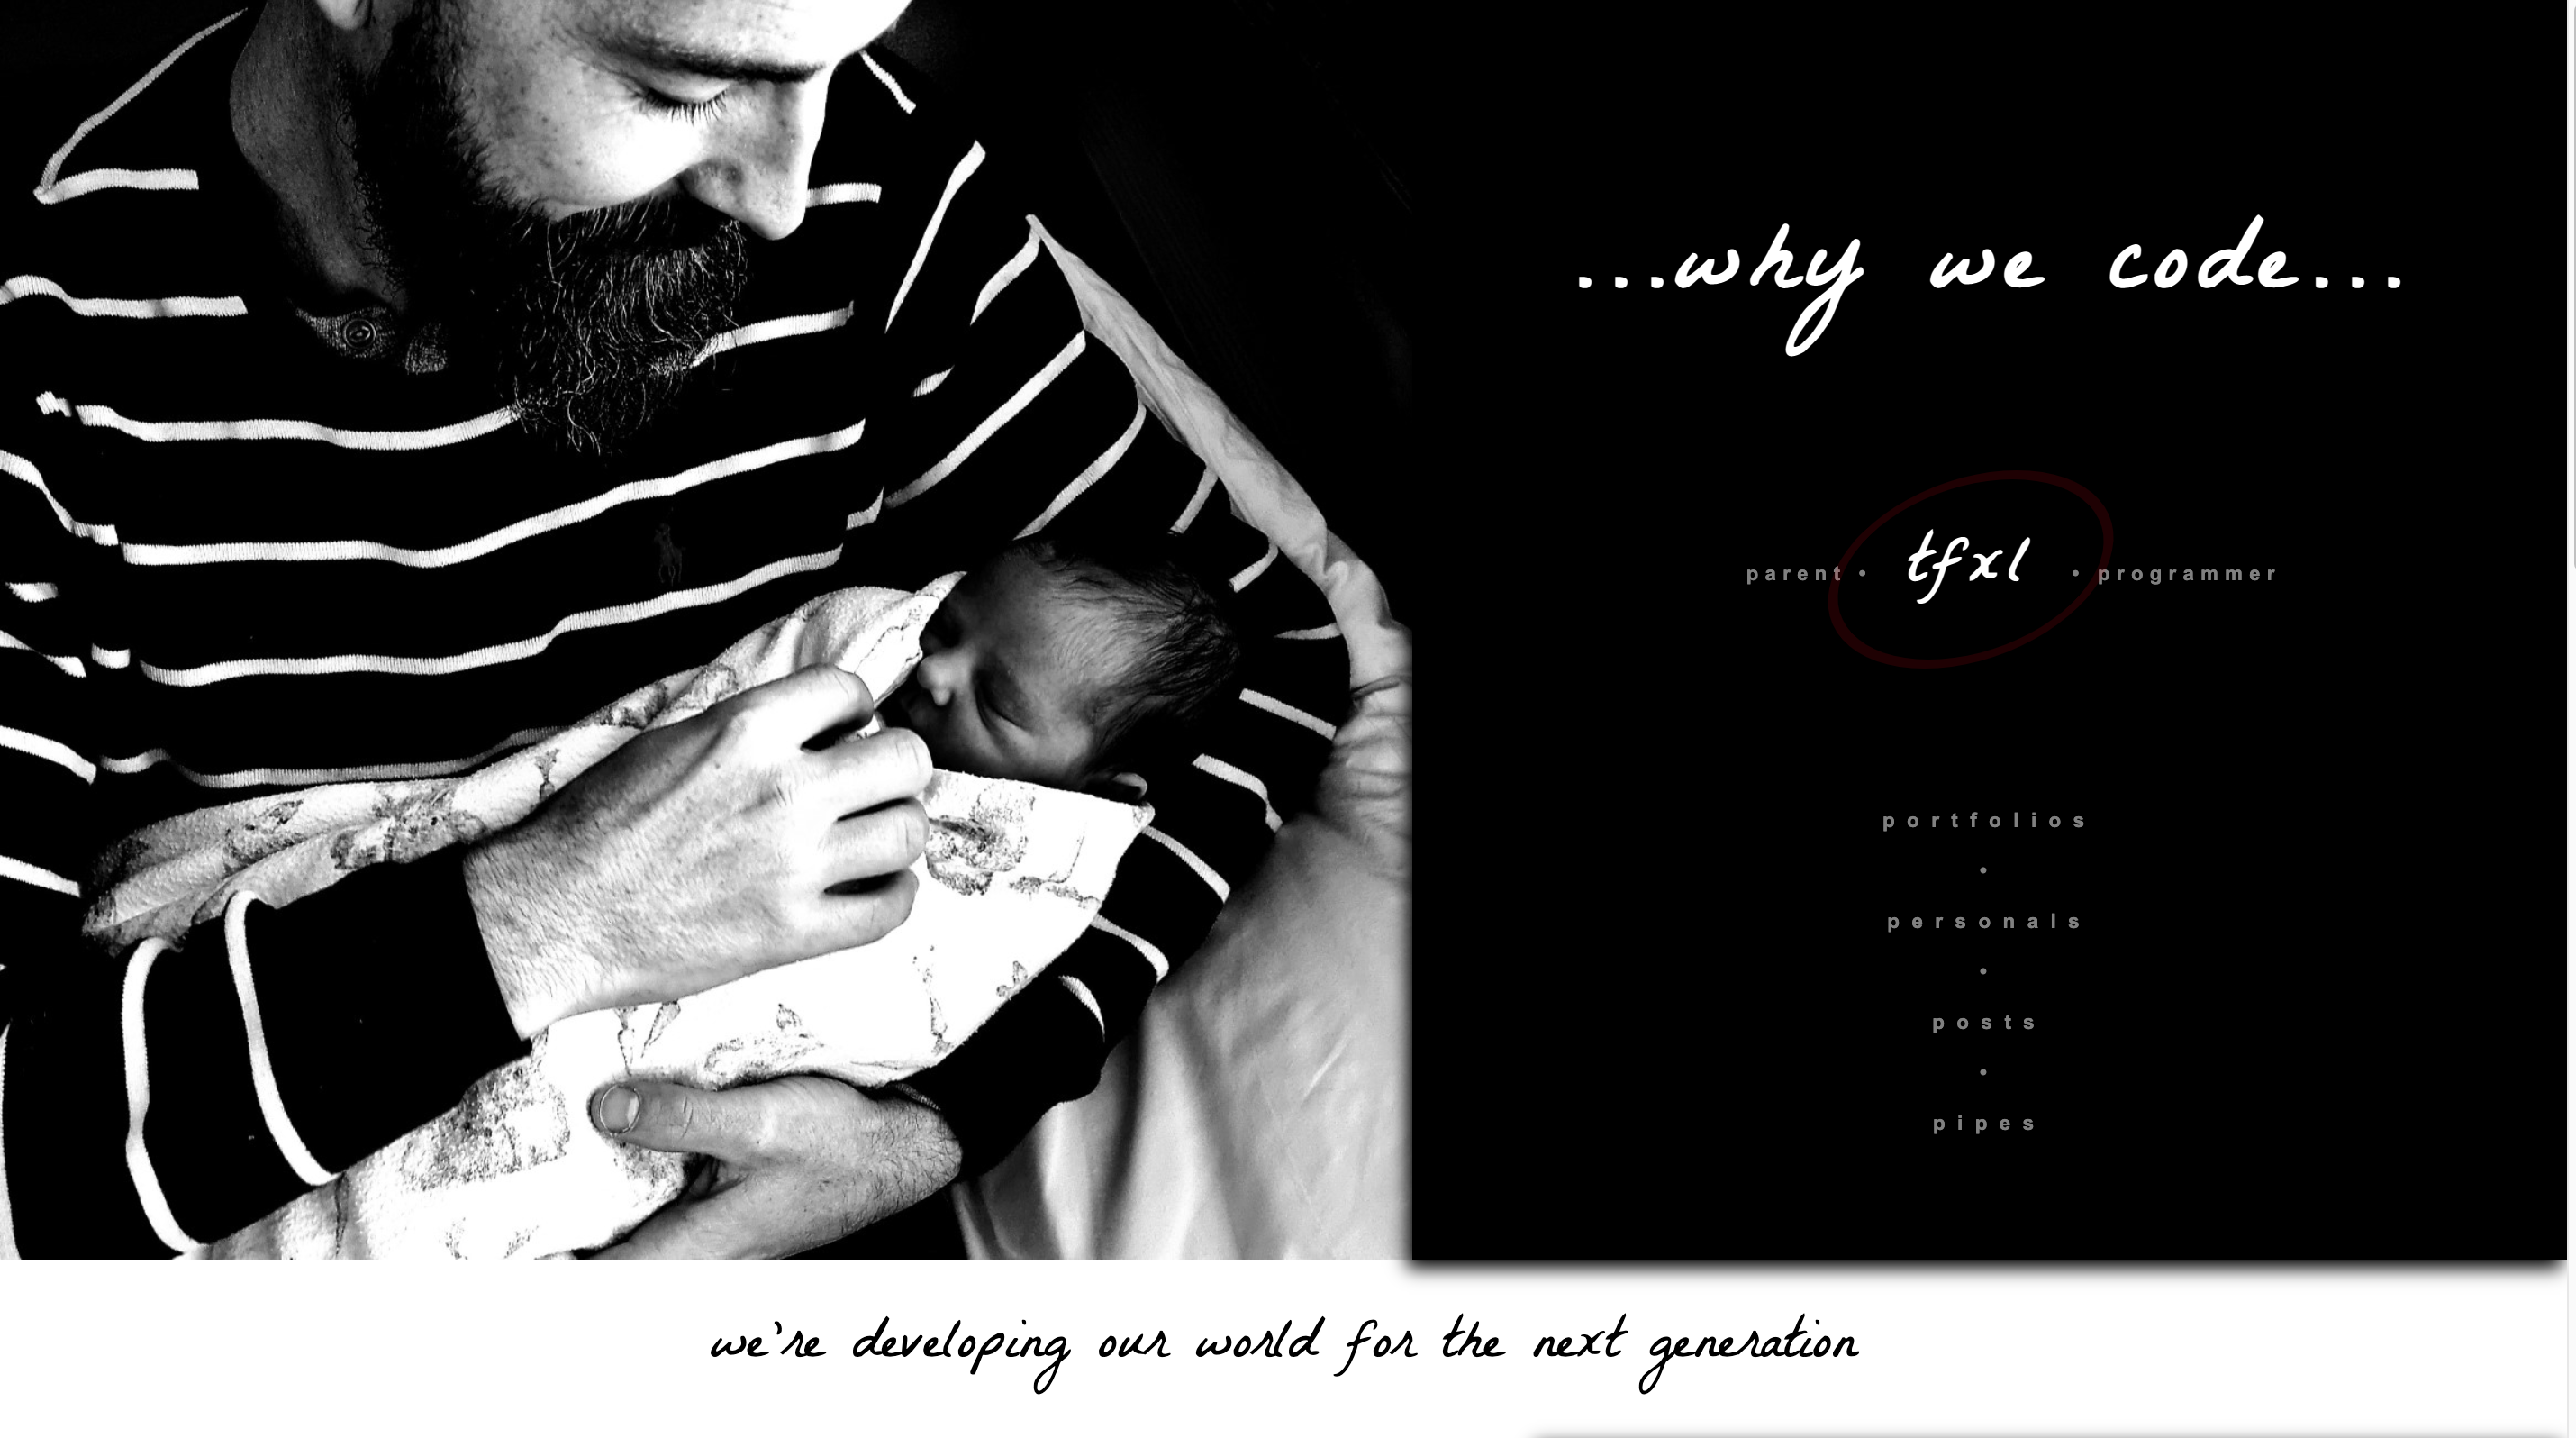 ...why we code...
parent • tfxl • programmer
portfolios
•
personals
•
posts
•
pipes
we're developing our world for the next generation